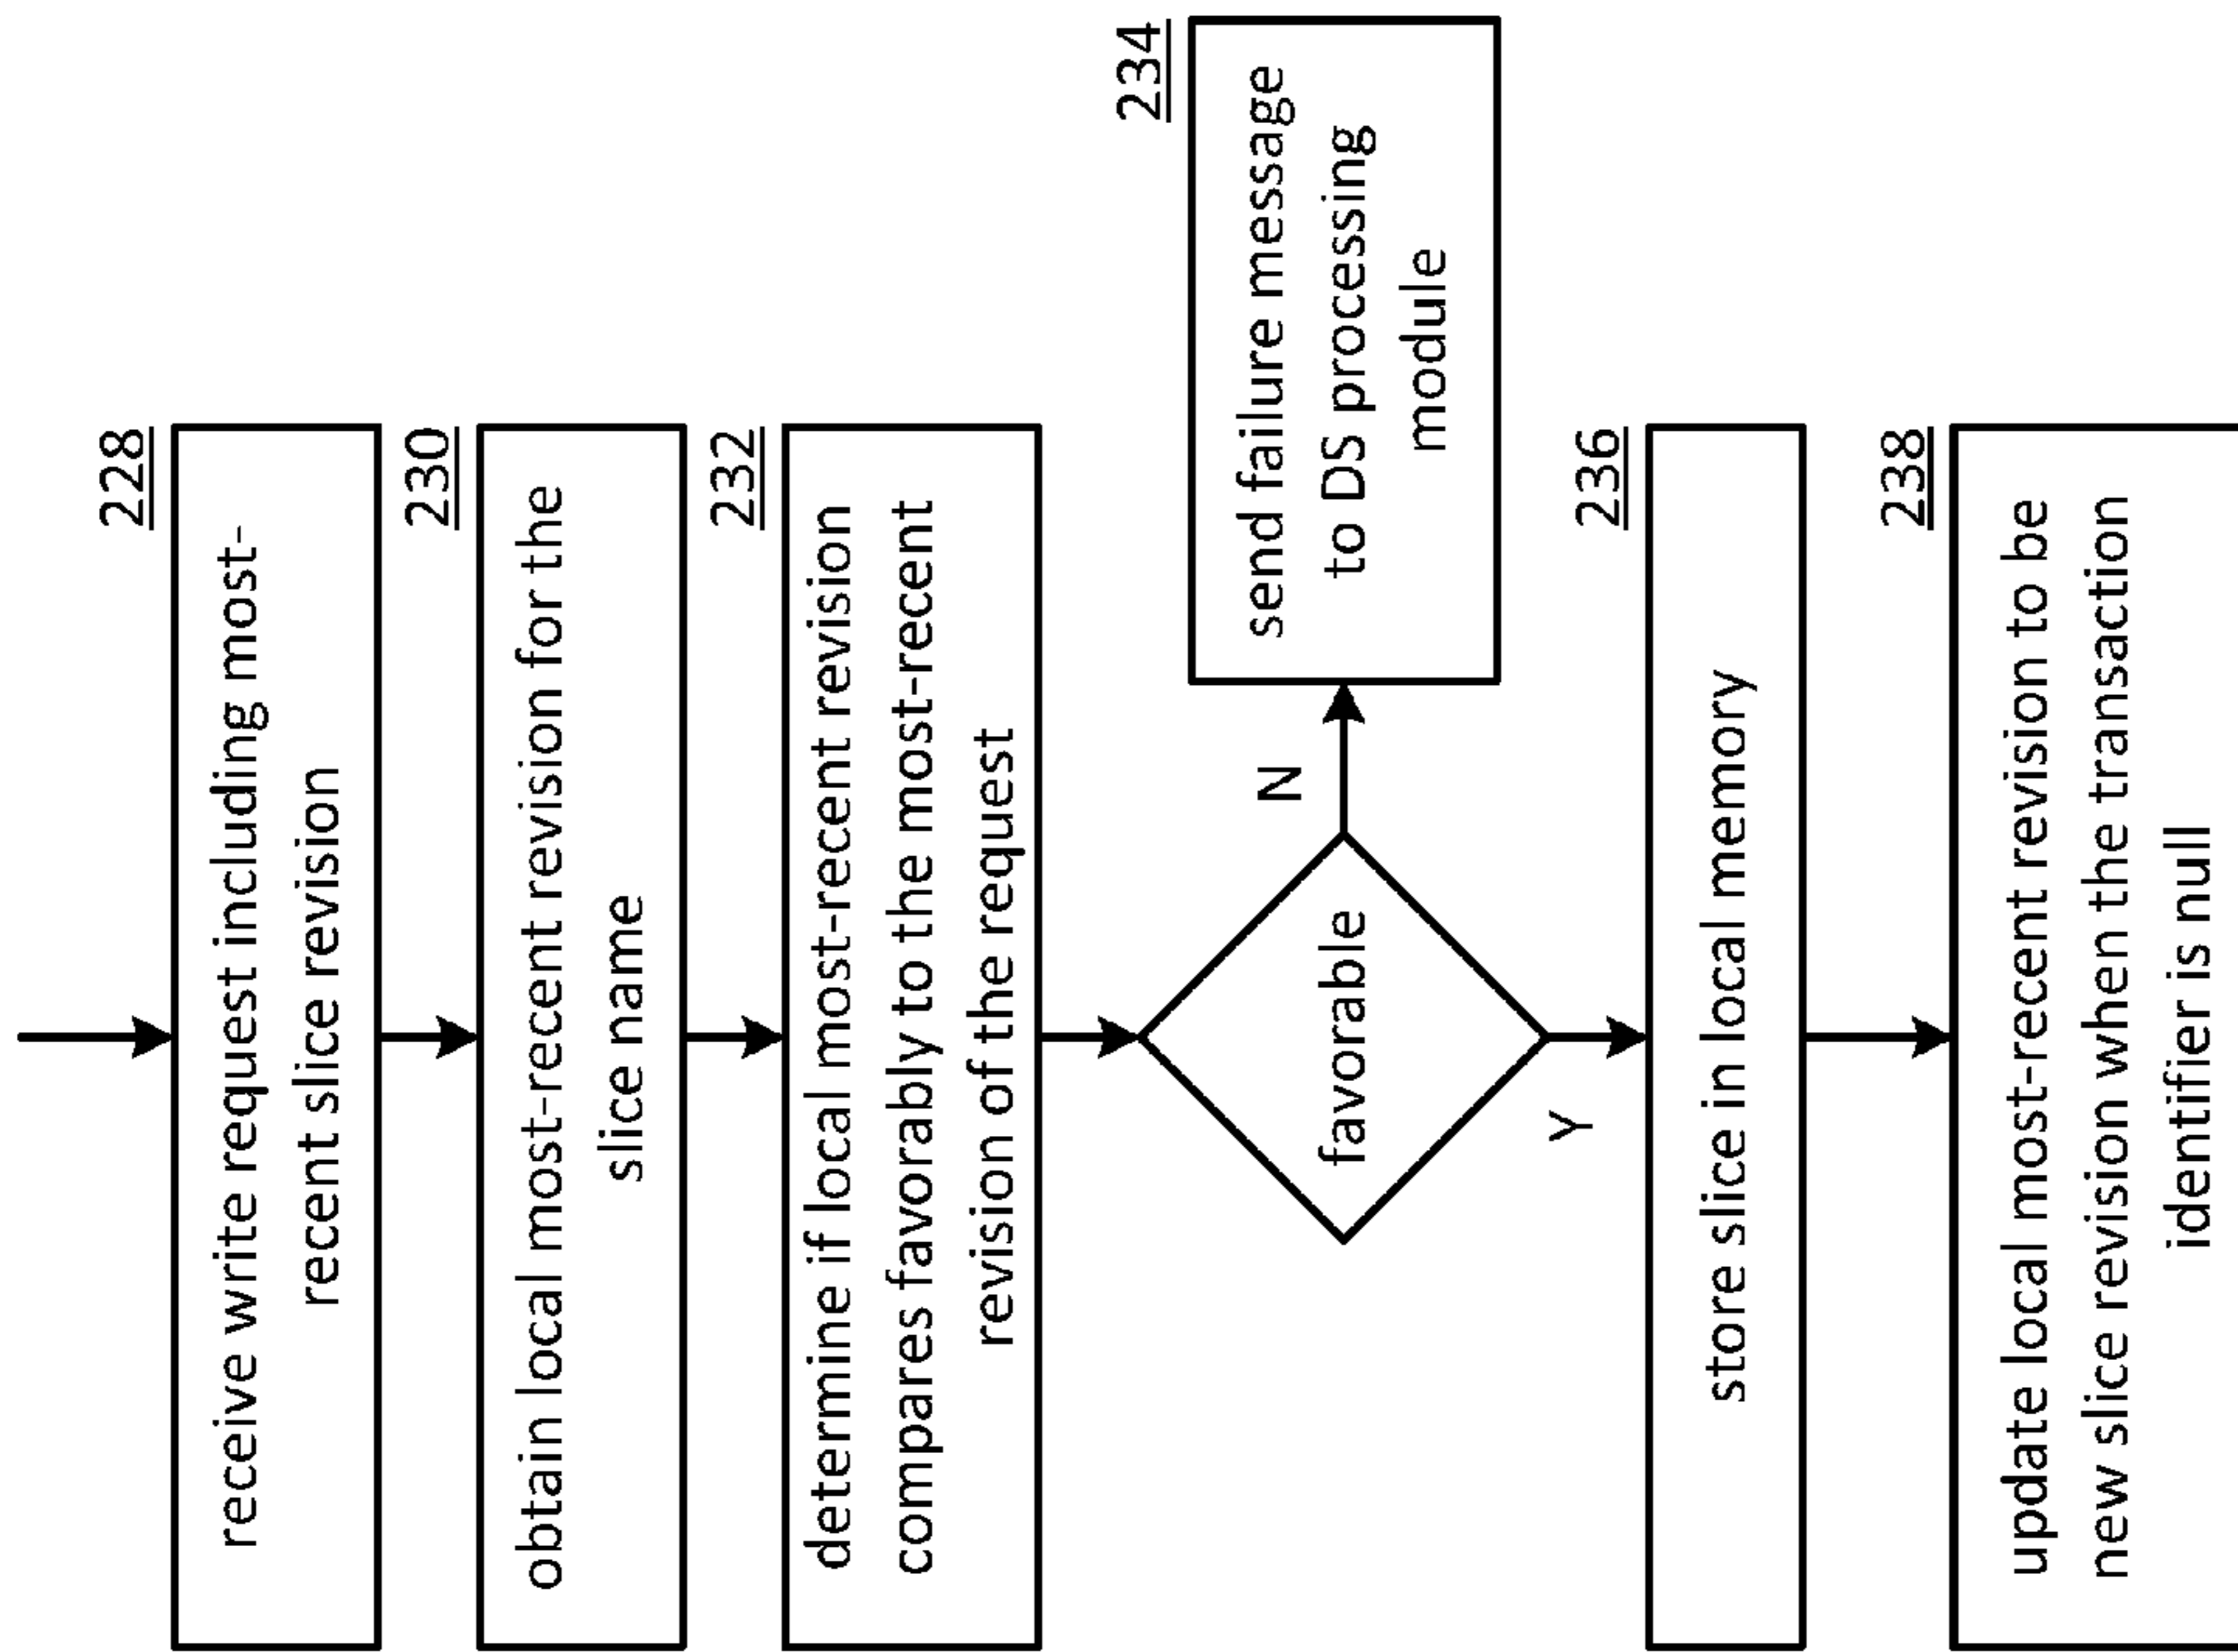 228
receive write request including most-
recent slice revision
230
obtain local most-recent revision for the
slice name
232
determine if local most-recent revision
compares favorably to the most-recent
revision of the request
favorable
N
234
send failure message
to DS processing
module
Y
236
store slice in local memory
238
update local most-recent revision to be
new slice revision when the transaction
identifier is null